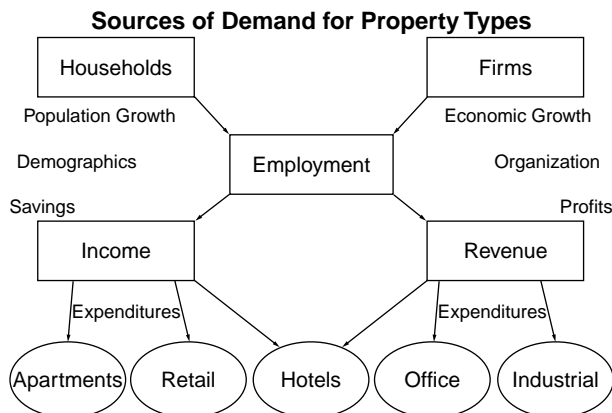 Sources of Demand for Property Types
Households
Firms
Population Growth
Economic Growth
Demographics
Employment
Organization
Savings
Profits
Income
Revenue
Expenditures
Expenditures
Apartments
Retail
Hotels
Office
Industrial